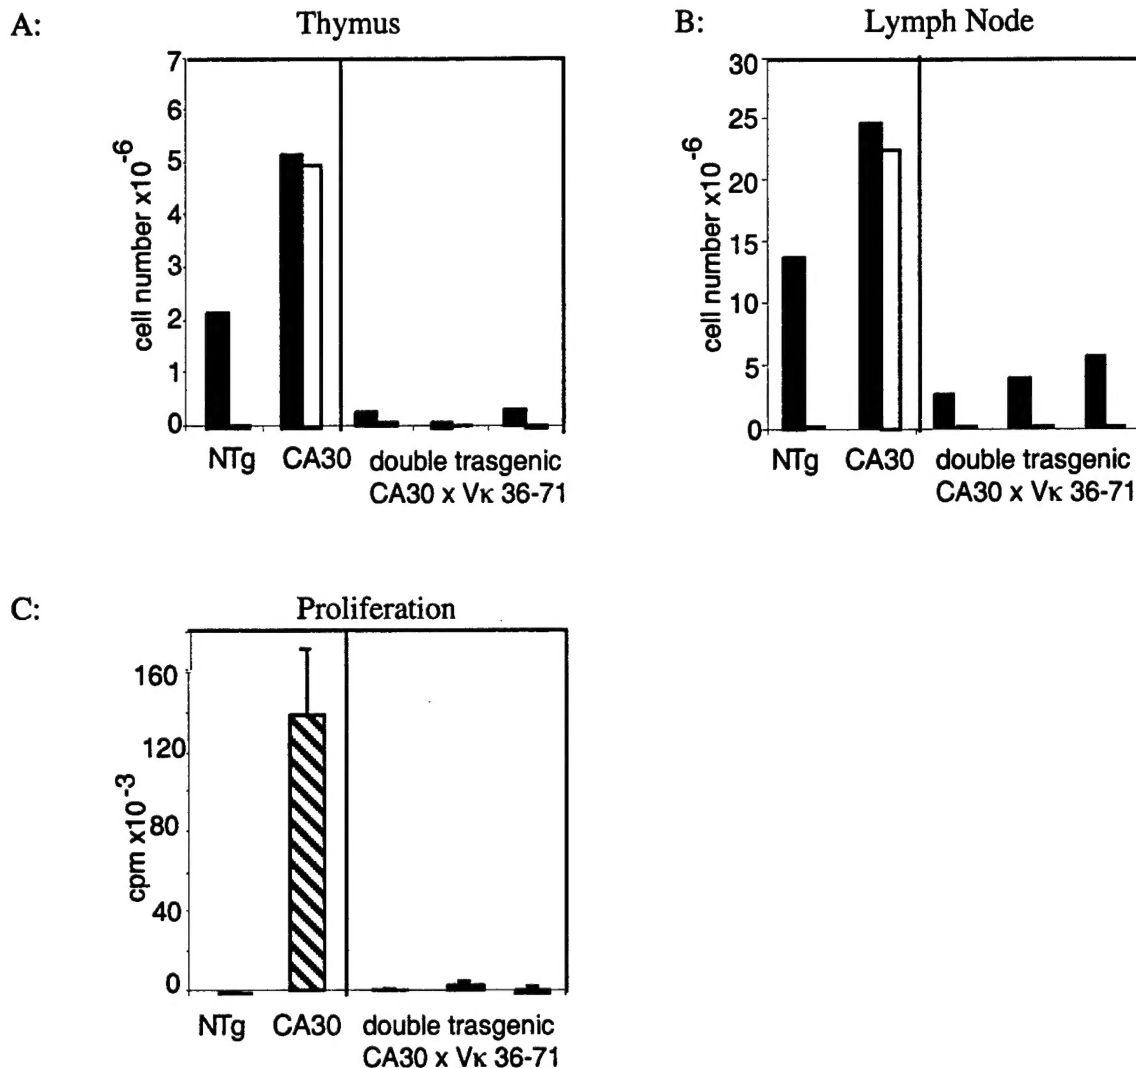 A:
Thymus
7
6
5
4
3
2
1
0
cell number x10-6
NTg
CA30
double trasgenic
CA30 x Vκ 36-71
B:
Lymph Node
30
25
20
15
10
5
0
cell number x10-6
NTg
CA30
double trasgenic
CA30 x Vκ 36-71
C:
Proliferation
160
120
80
40
0
cpm x10-3
NTg
CA30
double trasgenic
CA30 x Vκ 36-71